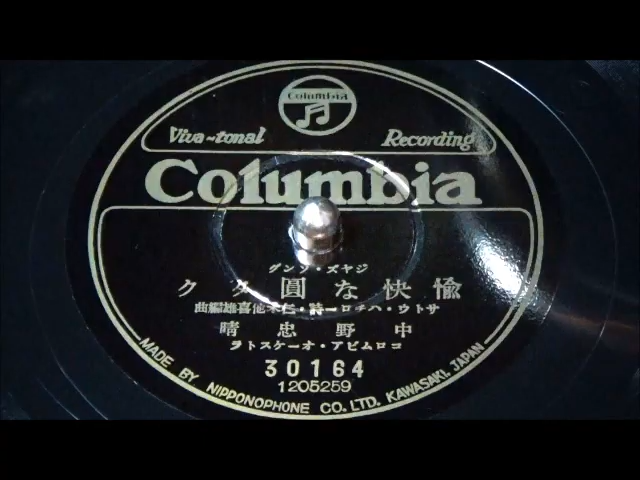 Columbia
Viva-tonal Recording
Columbia
ジヤズ・ソング
愉快な圓タク
サトウ・ハチロー詩・仁木他喜雄編曲
中野忠晴
コロムビア・オーケストラ
30164
1205259
MADE BY NIPPONOPHONE CO. LTD. KAWASAKI, JAPAN